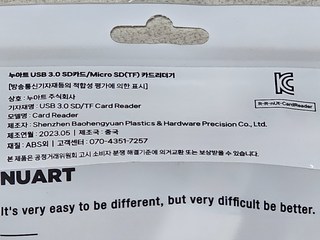 누아트 USB 3.0 SD카드/Micro SD(TF) 카드리더기
[방송통신기자재등의 적합성 평가에 의한 표시]
상호 : 누아트 주식회사
기자재명 : USB 3.0 SD/TF Card Reader
모델명 : Card Reader
제조자 : Shenzhen Baohengyuan Plastics & Hardware Precision Co., Ltd.
제조연월 : 2023.05 | 제조국 : 중국
재질 : ABS외 | 고객센터 : 070-4351-7257
본 제품은 공정거래위원회 고시 소비자 분쟁 해결기준에 의거교환 또는 보상받을 수 있습니다.
R-R-nUt-CardReader
NUART
It's very easy to be different, but very difficult be better.